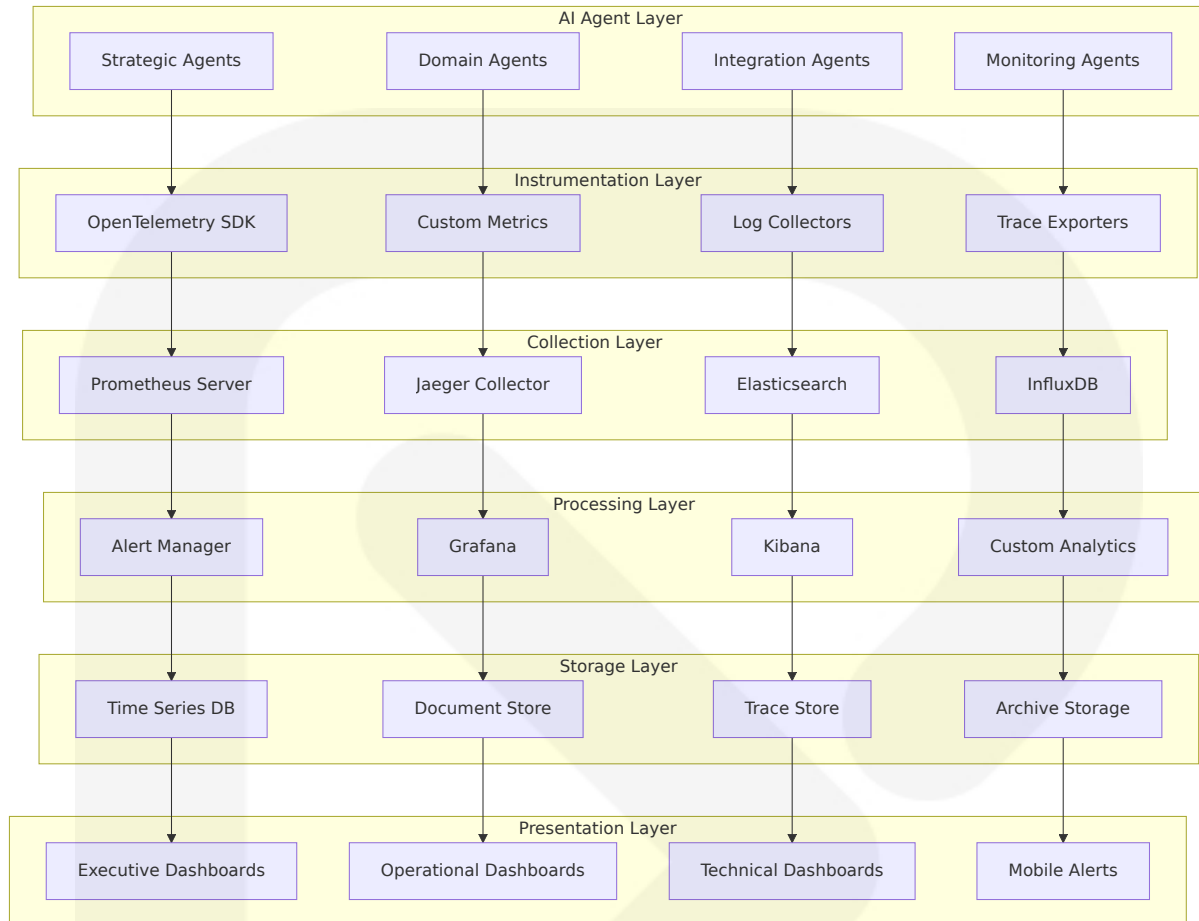 AI Agent Layer
Strategic Agents
Domain Agents
Integration Agents
Monitoring Agents
Instrumentation Layer
OpenTelemetry SDK
Custom Metrics
Log Collectors
Trace Exporters
Collection Layer
Prometheus Server
Jaeger Collector
Elasticsearch
InfluxDB
Processing Layer
Alert Manager
Grafana
Kibana
Custom Analytics
Storage Layer
Time Series DB
Document Store
Trace Store
Archive Storage
Presentation Layer
Executive Dashboards
Operational Dashboards
Technical Dashboards
Mobile Alerts